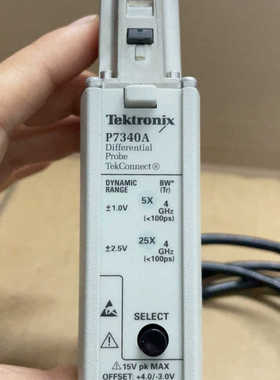 Tektronix
P7340A
Differential
Probe
TekConnect®
DYNAMIC BW*
RANGE (Tr)
±1.0V 5X 4
GHz
(<100ps)
±2.5V 25X 4
GHz
(<100ps)
SELECT
⚠15V pk MAX
OFFSET: +4.0/-3.0V